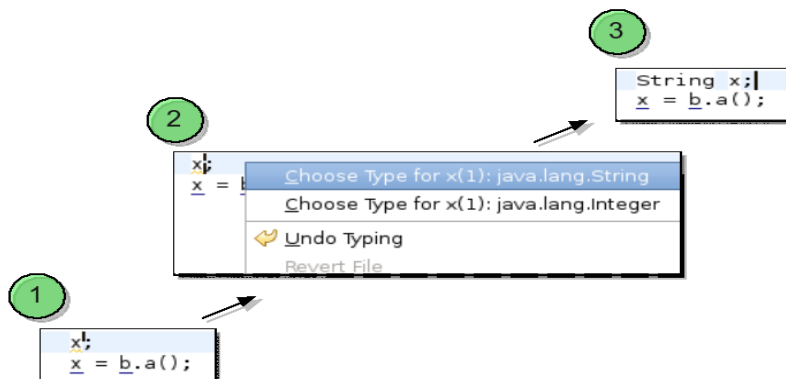 3
String x;
x = b.a();
2
x;
x =
Choose Type for x(1): java.lang.String
Choose Type for x(1): java.lang.Integer
Undo Typing
Revert File
1
x;
x = b.a();